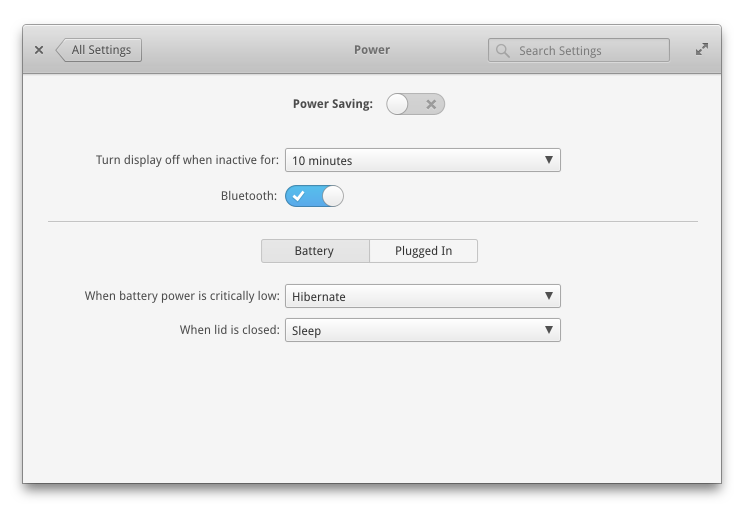 All Settings
Power
Search Settings
Power Saving:
Turn display off when inactive for:
10 minutes
Bluetooth:
Battery
Plugged In
When battery power is critically low:
Hibernate
When lid is closed:
Sleep